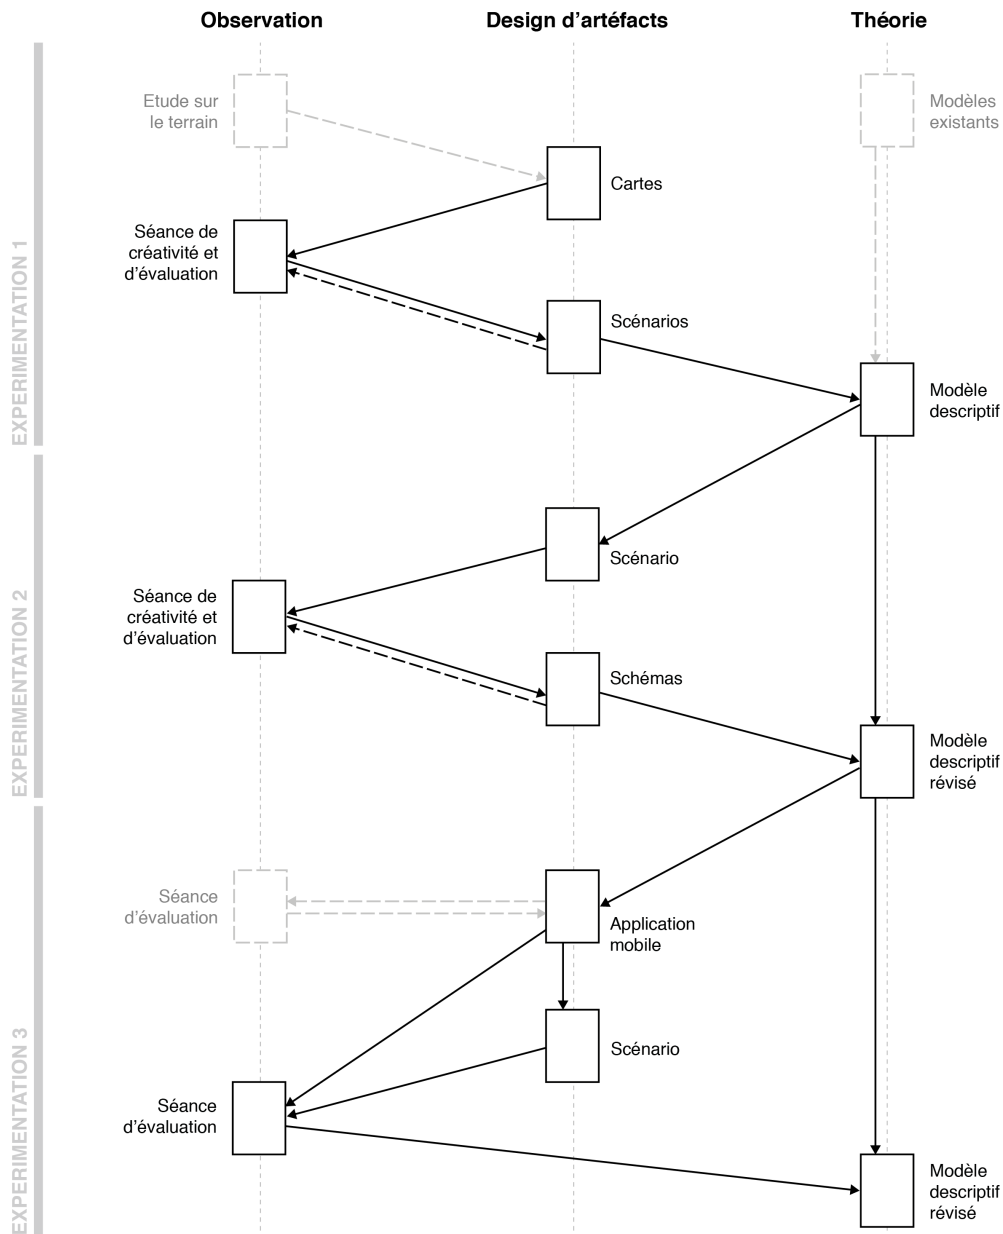 Observation
Design d'artéfacts
Théorie
EXPERIMENTATION 1
Etude sur
le terrain
Modèles
existants
Cartes
Séance de
créativité et
d'évaluation
Scénarios
Modèle
descriptif
EXPERIMENTATION 2
Scénario
Séance de
créativité et
d'évaluation
Schémas
Modèle
descriptif
révisé
EXPERIMENTATION 3
Séance
d'évaluation
Application
mobile
Scénario
Séance
d'évaluation
Modèle
descriptif
révisé